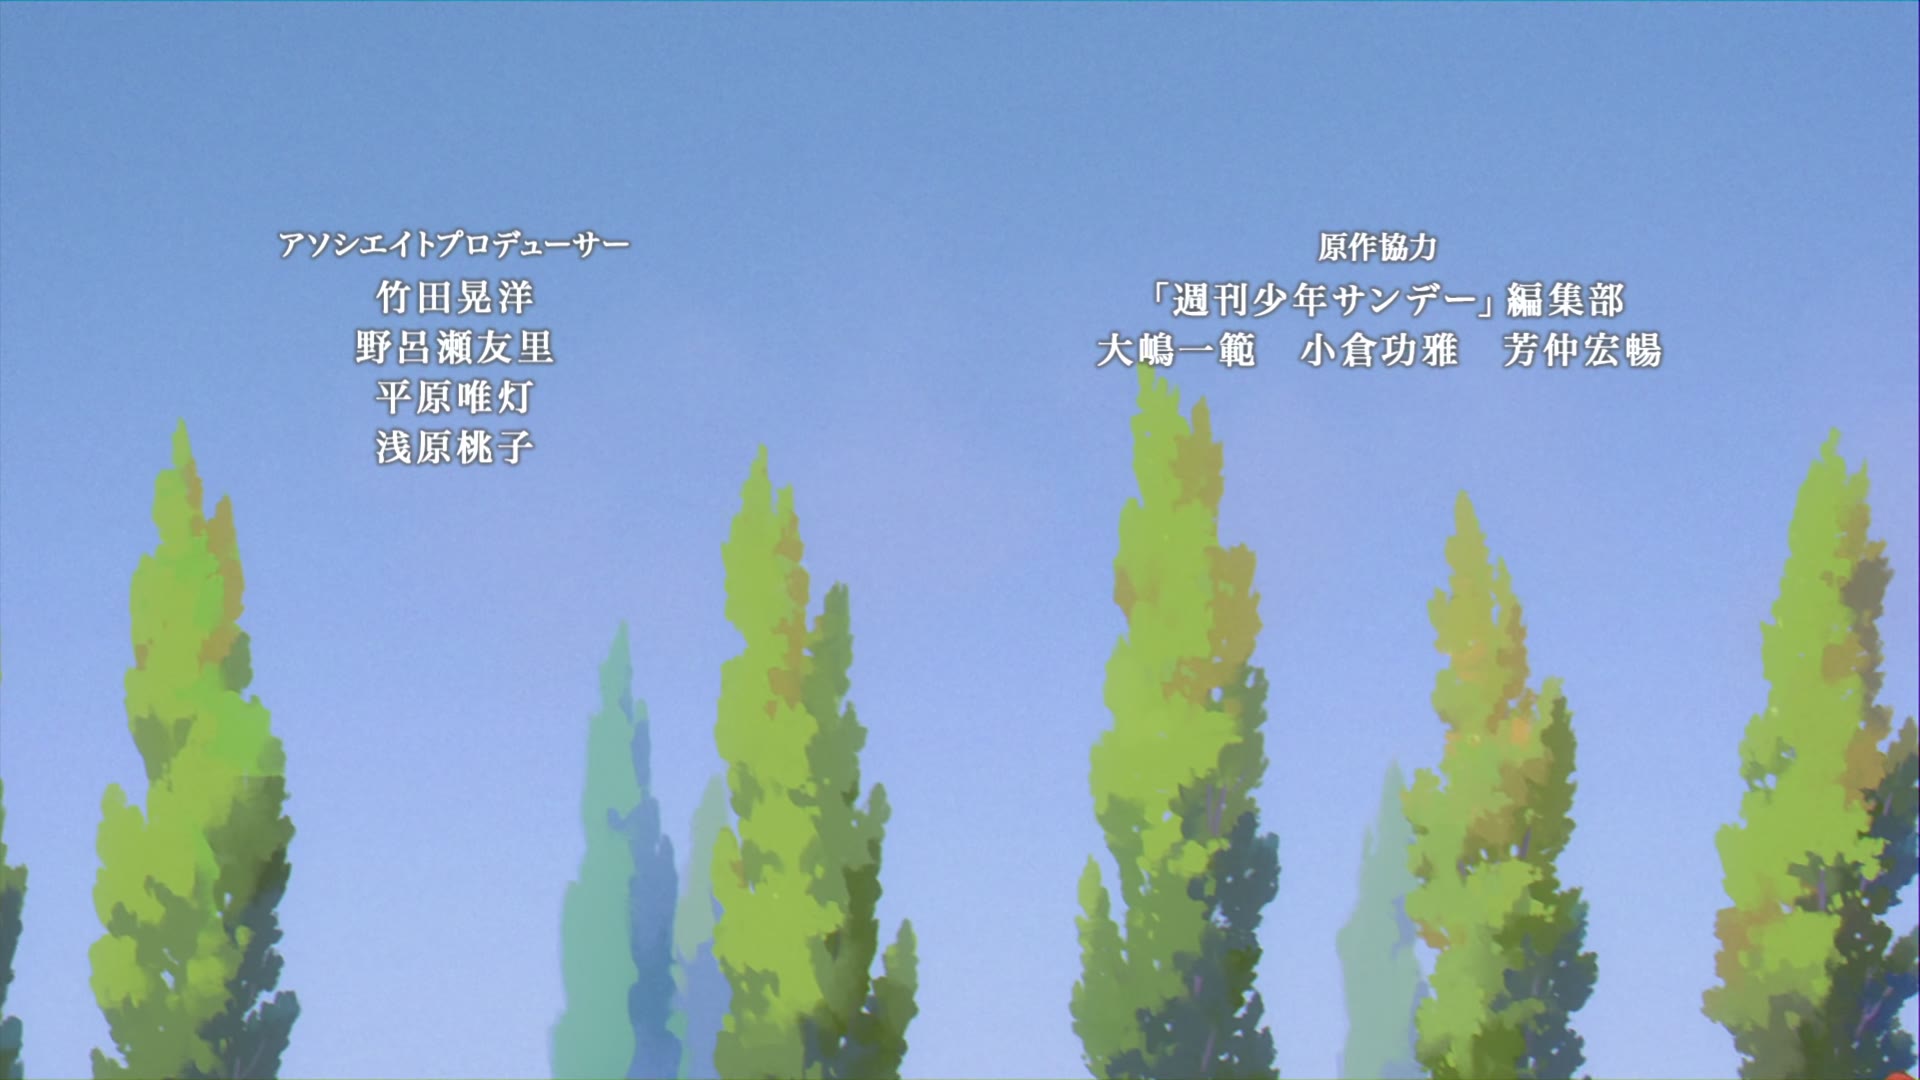 アソシエイトプロデューサー
竹田晃洋
野呂瀬友里
平原唯灯
浅原桃子
原作協力
「週刊少年サンデー」編集部
大嶋一範　小倉功雅　芳仲宏暢